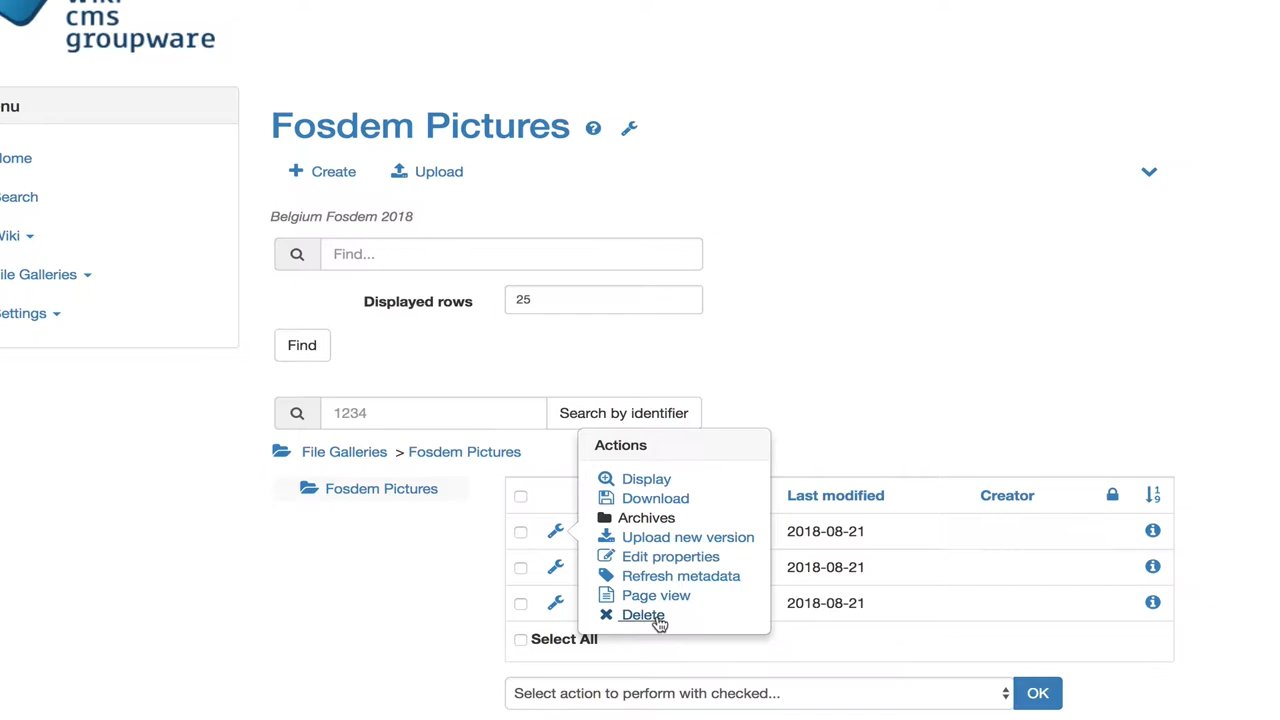 cms
groupware
nu
ome
earch
iki
ile Galleries
ettings
Fosdem Pictures
Create
Upload
Belgium Fosdem 2018
Find...
Displayed rows
25
Find
1234
Search by identifier
File Galleries > Fosdem Pictures
Fosdem Pictures
Actions
Display
Download
Archives
Upload new version
Edit properties
Refresh metadata
Page view
Delete
Last modified
Creator
2018-08-21
2018-08-21
2018-08-21
Select All
Select action to perform with checked...
OK